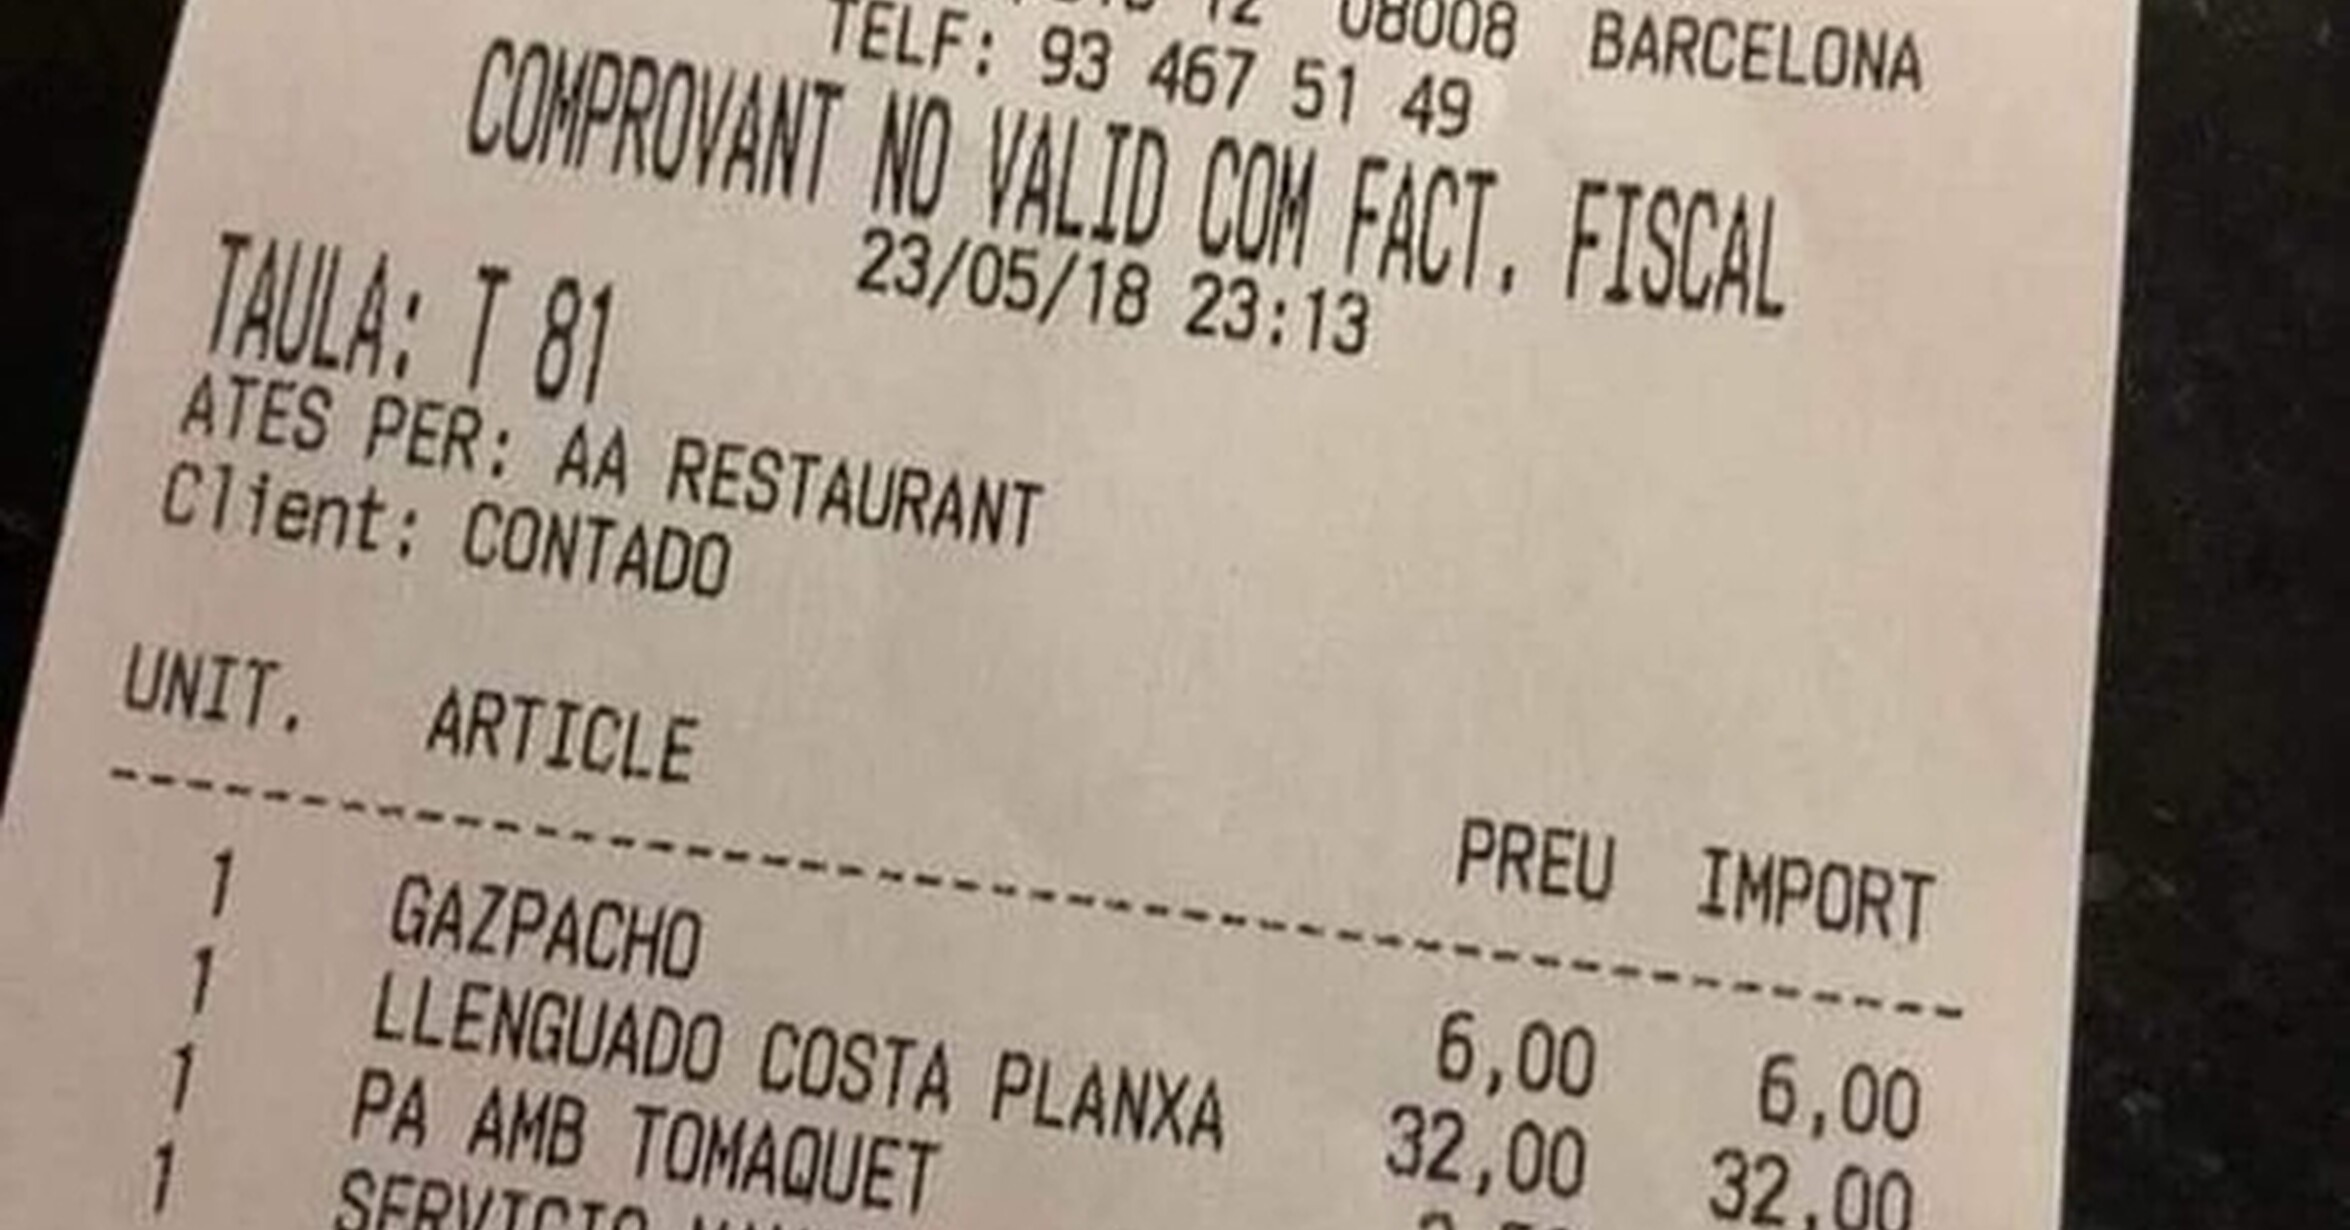 12 08008 BARCELONA
TELF: 93 467 51 49
COMPROVANT NO VALID COM FACT. FISCAL
23/05/18 23:13
TAULA: T 81
ATES PER: AA RESTAURANT
Client: CONTADO
UNIT. ARTICLE PREU IMPORT
1 GAZPACHO 6,00 6,00
1 LLENGUADO COSTA PLANXA 32,00 32,00
1 PA AMB TOMAQUET
1 SERVICIO